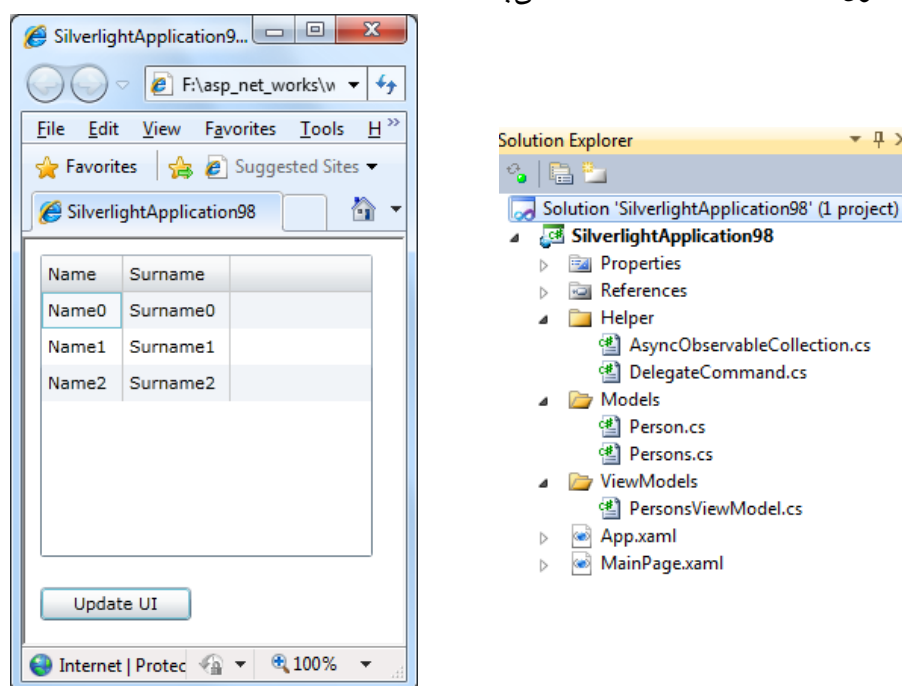 SilverlightApplication9...
F:\asp_net_works\w
File Edit View Favorites Tools H »
Favorites Suggested Sites
SilverlightApplication98
Name Surname
Name0 Surname0
Name1 Surname1
Name2 Surname2
Update UI
Internet | Protec 100%
Solution Explorer
Solution 'SilverlightApplication98' (1 project)
SilverlightApplication98
Properties
References
Helper
AsyncObservableCollection.cs
DelegateCommand.cs
Models
Person.cs
Persons.cs
ViewModels
PersonsViewModel.cs
App.xaml
MainPage.xaml